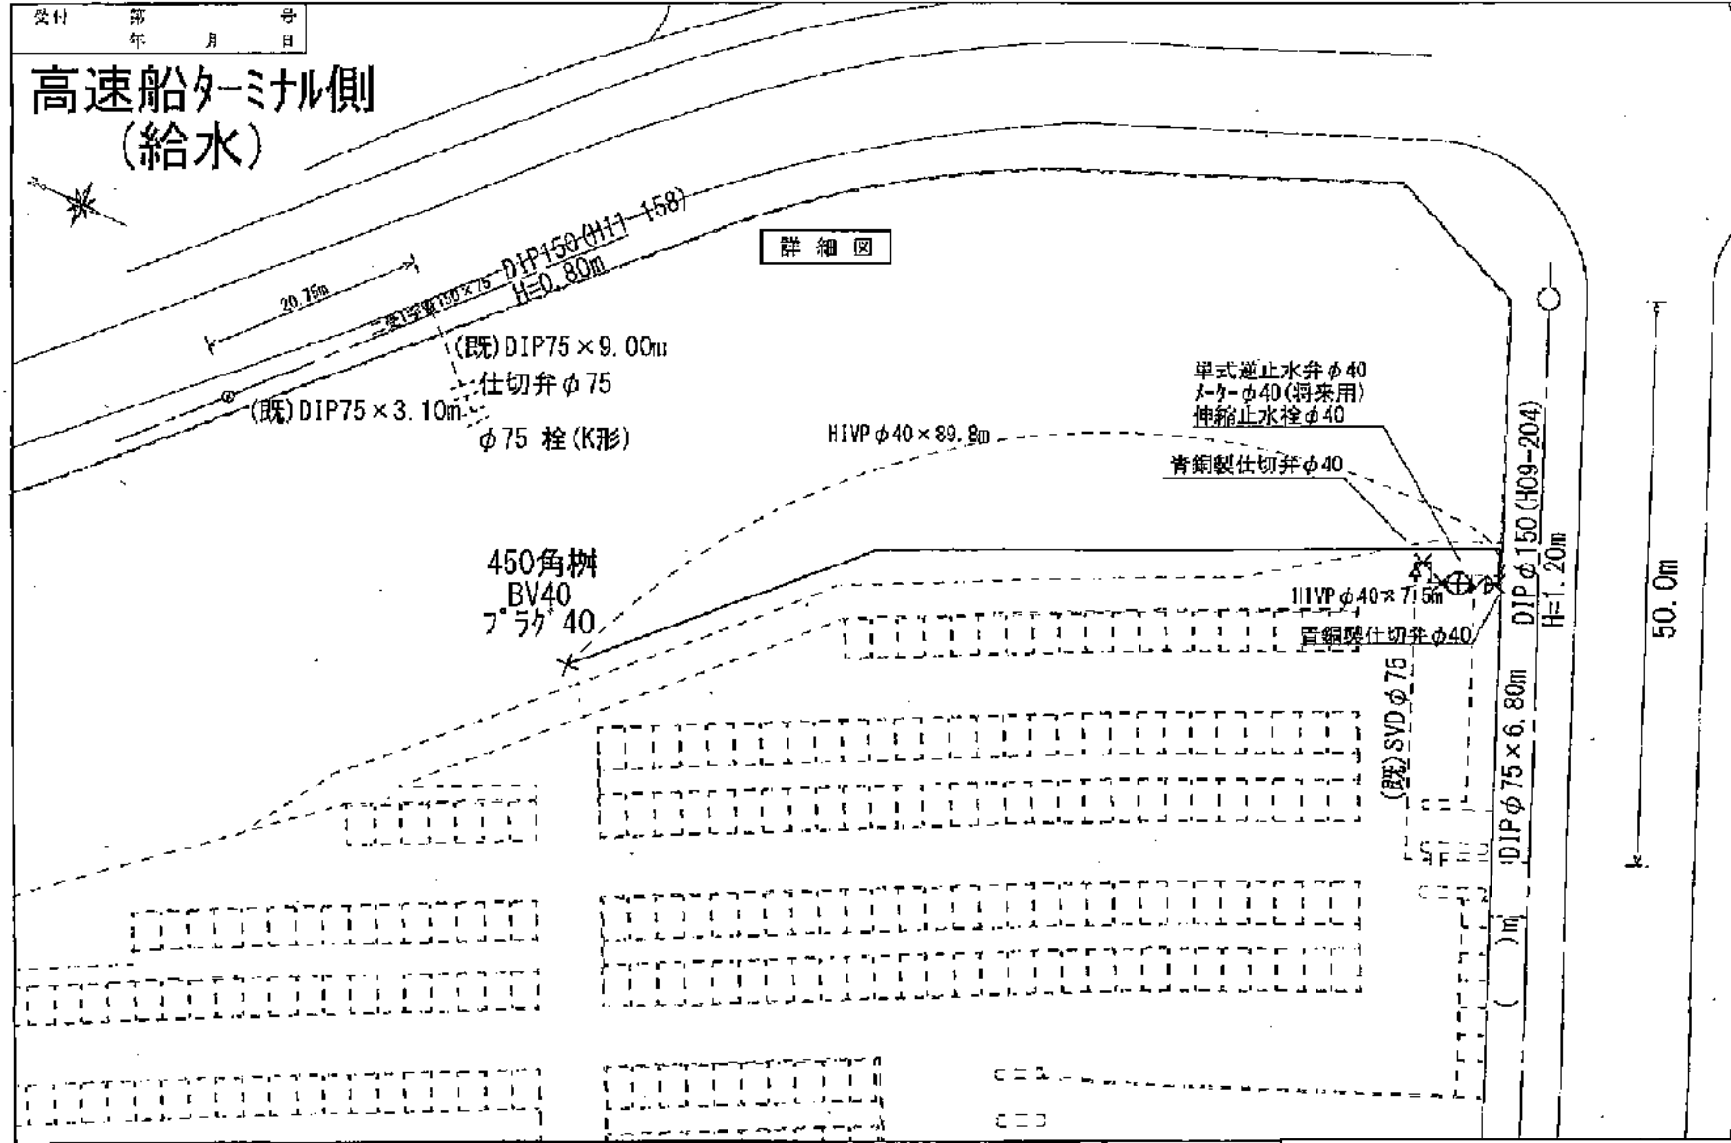 受付 第 号
年 月 日
高速船ターミナル側
(給水)
詳細図
DIP150(H11-158)
H=0.80m
20.76m
(既)DIP75×9.00m
仕切弁φ75
(既)DIP75×3.10m
φ75 栓(K形)
単式逆止水弁φ40
メーターφ40(将来用)
伸縮止水栓φ40
HIVPφ40×89.8m
青銅製仕切弁φ40
450角桝
BV40
プラグ40
HIVPφ40×7.5m
青銅製仕切弁φ40
DIPφ150(H09-204)
H=1.20m
50.0m
(既)SVDφ75
DIPφ75×6.80m
( )m